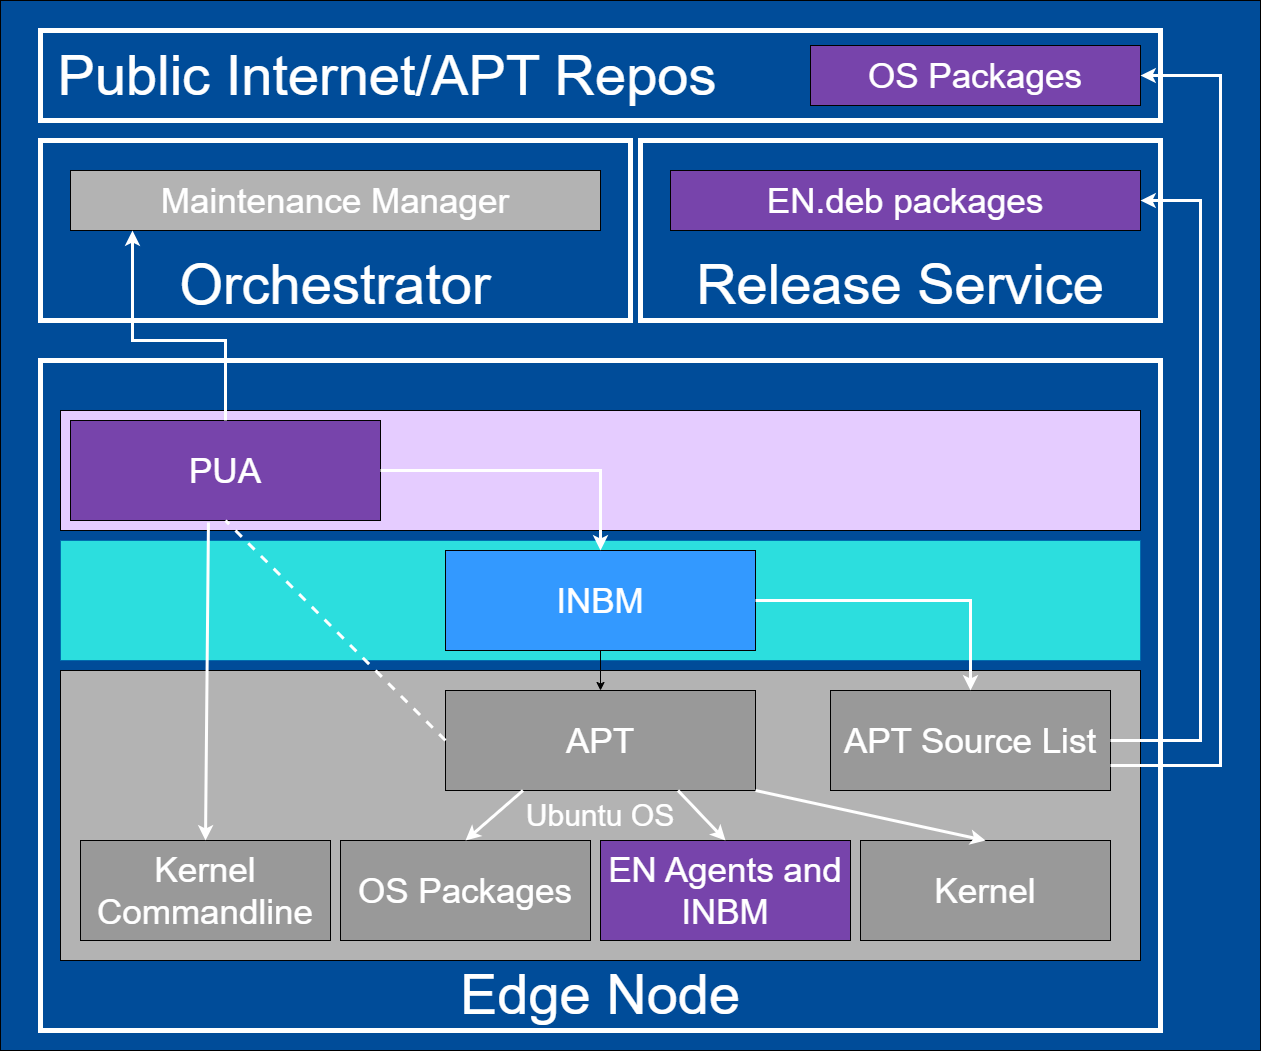 Public Internet/APT Repos
OS Packages
Maintenance Manager
Orchestrator
EN.deb packages
Release Service
PUA
INBM
APT
APT Source List
Ubuntu OS
Kernel
Commandline
OS Packages
EN Agents and
INBM
Kernel
Edge Node